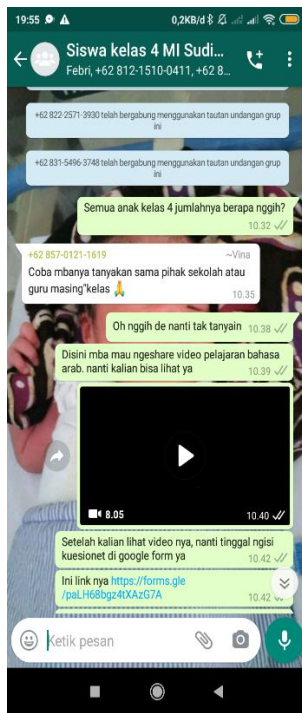 19:55
0,2KB/d
Siswa kelas 4 MI Sudi...
Febri, +62 812-1510-0411, +62 8...
+62 822-2571-3930 telah bergabung menggunakan tautan undangan grup
ini
+62 831-5496-3748 telah bergabung menggunakan tautan undangan grup
ini
Semua anak kelas 4 jumlahnya berapa nggih?
10.32
+62 857-0121-1619 ~Vina
Coba mbanya tanyakan sama pihak sekolah atau
guru masing"kelas 🙏
10.35
Oh nggih de nanti tak tanyain 10.38
Disini mba mau ngeshare video pelajaran bahasa
arab. nanti kalian bisa lihat ya 10.39
8.05 10.40
Setelah kalian lihat video nya, nanti tinggal ngisi
kuesionet di google form ya 10.42
Ini link nya https://forms.gle
/paLH68bgz4tXAzG7A 10.42
Ketik pesan